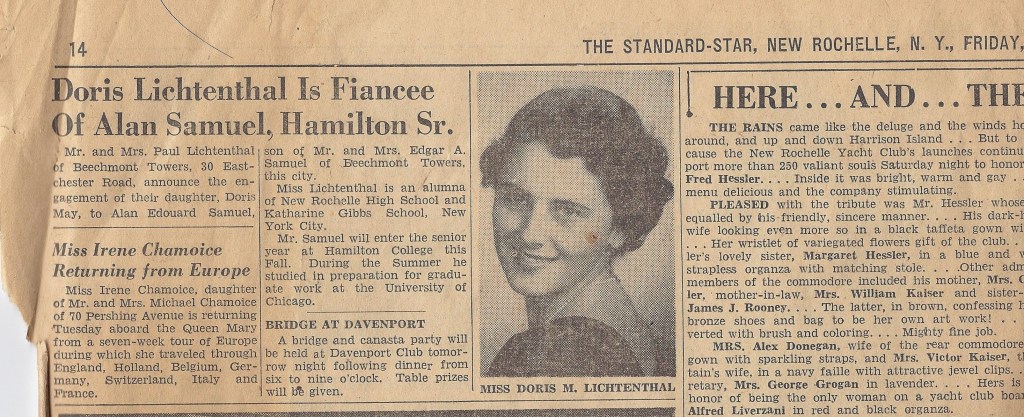 14
THE STANDARD-STAR, NEW ROCHELLE, N. Y., FRIDAY,
Doris Lichtenthal Is Fiancee
Of Alan Samuel, Hamilton Sr.
Mr. and Mrs. Paul Lichtenthal
of Beechmont Towers, 30 East-
chester Road, announce the en-
gagement of their daughter, Doris
May, to Alan Edouard Samuel,
son of Mr. and Mrs. Edgar A.
Samuel of Beechmont Towers,
this city.
Miss Lichtenthal is an alumna
of New Rochelle High School and
Katharine Gibbs School, New
York City.
Mr. Samuel will enter the senior
year at Hamilton College this
Fall. During the Summer he
studied in preparation for gradu-
ate work at the University of
Chicago.
Miss Irene Chamoice
Returning from Europe
Miss Irene Chamoice, daughter
of Mr. and Mrs. Michael Chamoice
of 70 Pershing Avenue is returning
Tuesday aboard the Queen Mary
from a seven-week tour of Europe
during which she traveled through
England, Holland, Belgium, Ger-
many, Switzerland, Italy and
France.
BRIDGE AT DAVENPORT
A bridge and canasta party will
be held at Davenport Club tomor-
row night following dinner from
six to nine o'clock. Table prizes
will be given.
MISS DORIS M. LICHTENTHAL
HERE...AND...THE
THE RAINS came like the deluge and the winds
around, and up and down Harrison Island . . . But to
cause the New Rochelle Yacht Club's launches
port more than 250 valiant souls Saturday night to honor
Fred Hessler. . . . Inside it was bright, warm and gay . .
menu delicious and the company stimulating.
PLEASED with the tribute was Mr. Hessler whose
equalled by his friendly, sincere manner. . . . His
wife looking even more so in a black taffeta gown
. . . Her wristlet of variegated flowers gift of the club. .
ler's lovely sister, Margaret Hessler, in a blue and
strapless organza with matching stole. . . . .Other
members of the commodore included his mother, Mrs.
ler, mother-in-law, Mrs. William Kaiser and sister-
James J. Rooney. . . . The latter, in brown, confessing
bronze shoes and bag to be her own art work! . .
verted with brush and coloring. . . . Mighty fine job.
MRS. Alex Donegan, wife of the rear commodore
gown with sparkling straps, and Mrs. Victor Kaiser,
tain's wife, in a navy faille with attractive jewel clips. .
retary, Mrs. George Grogan in lavender. . . . Hers is
honor of being the only woman on a yacht club
Alfred Liverzani in red and black organza.